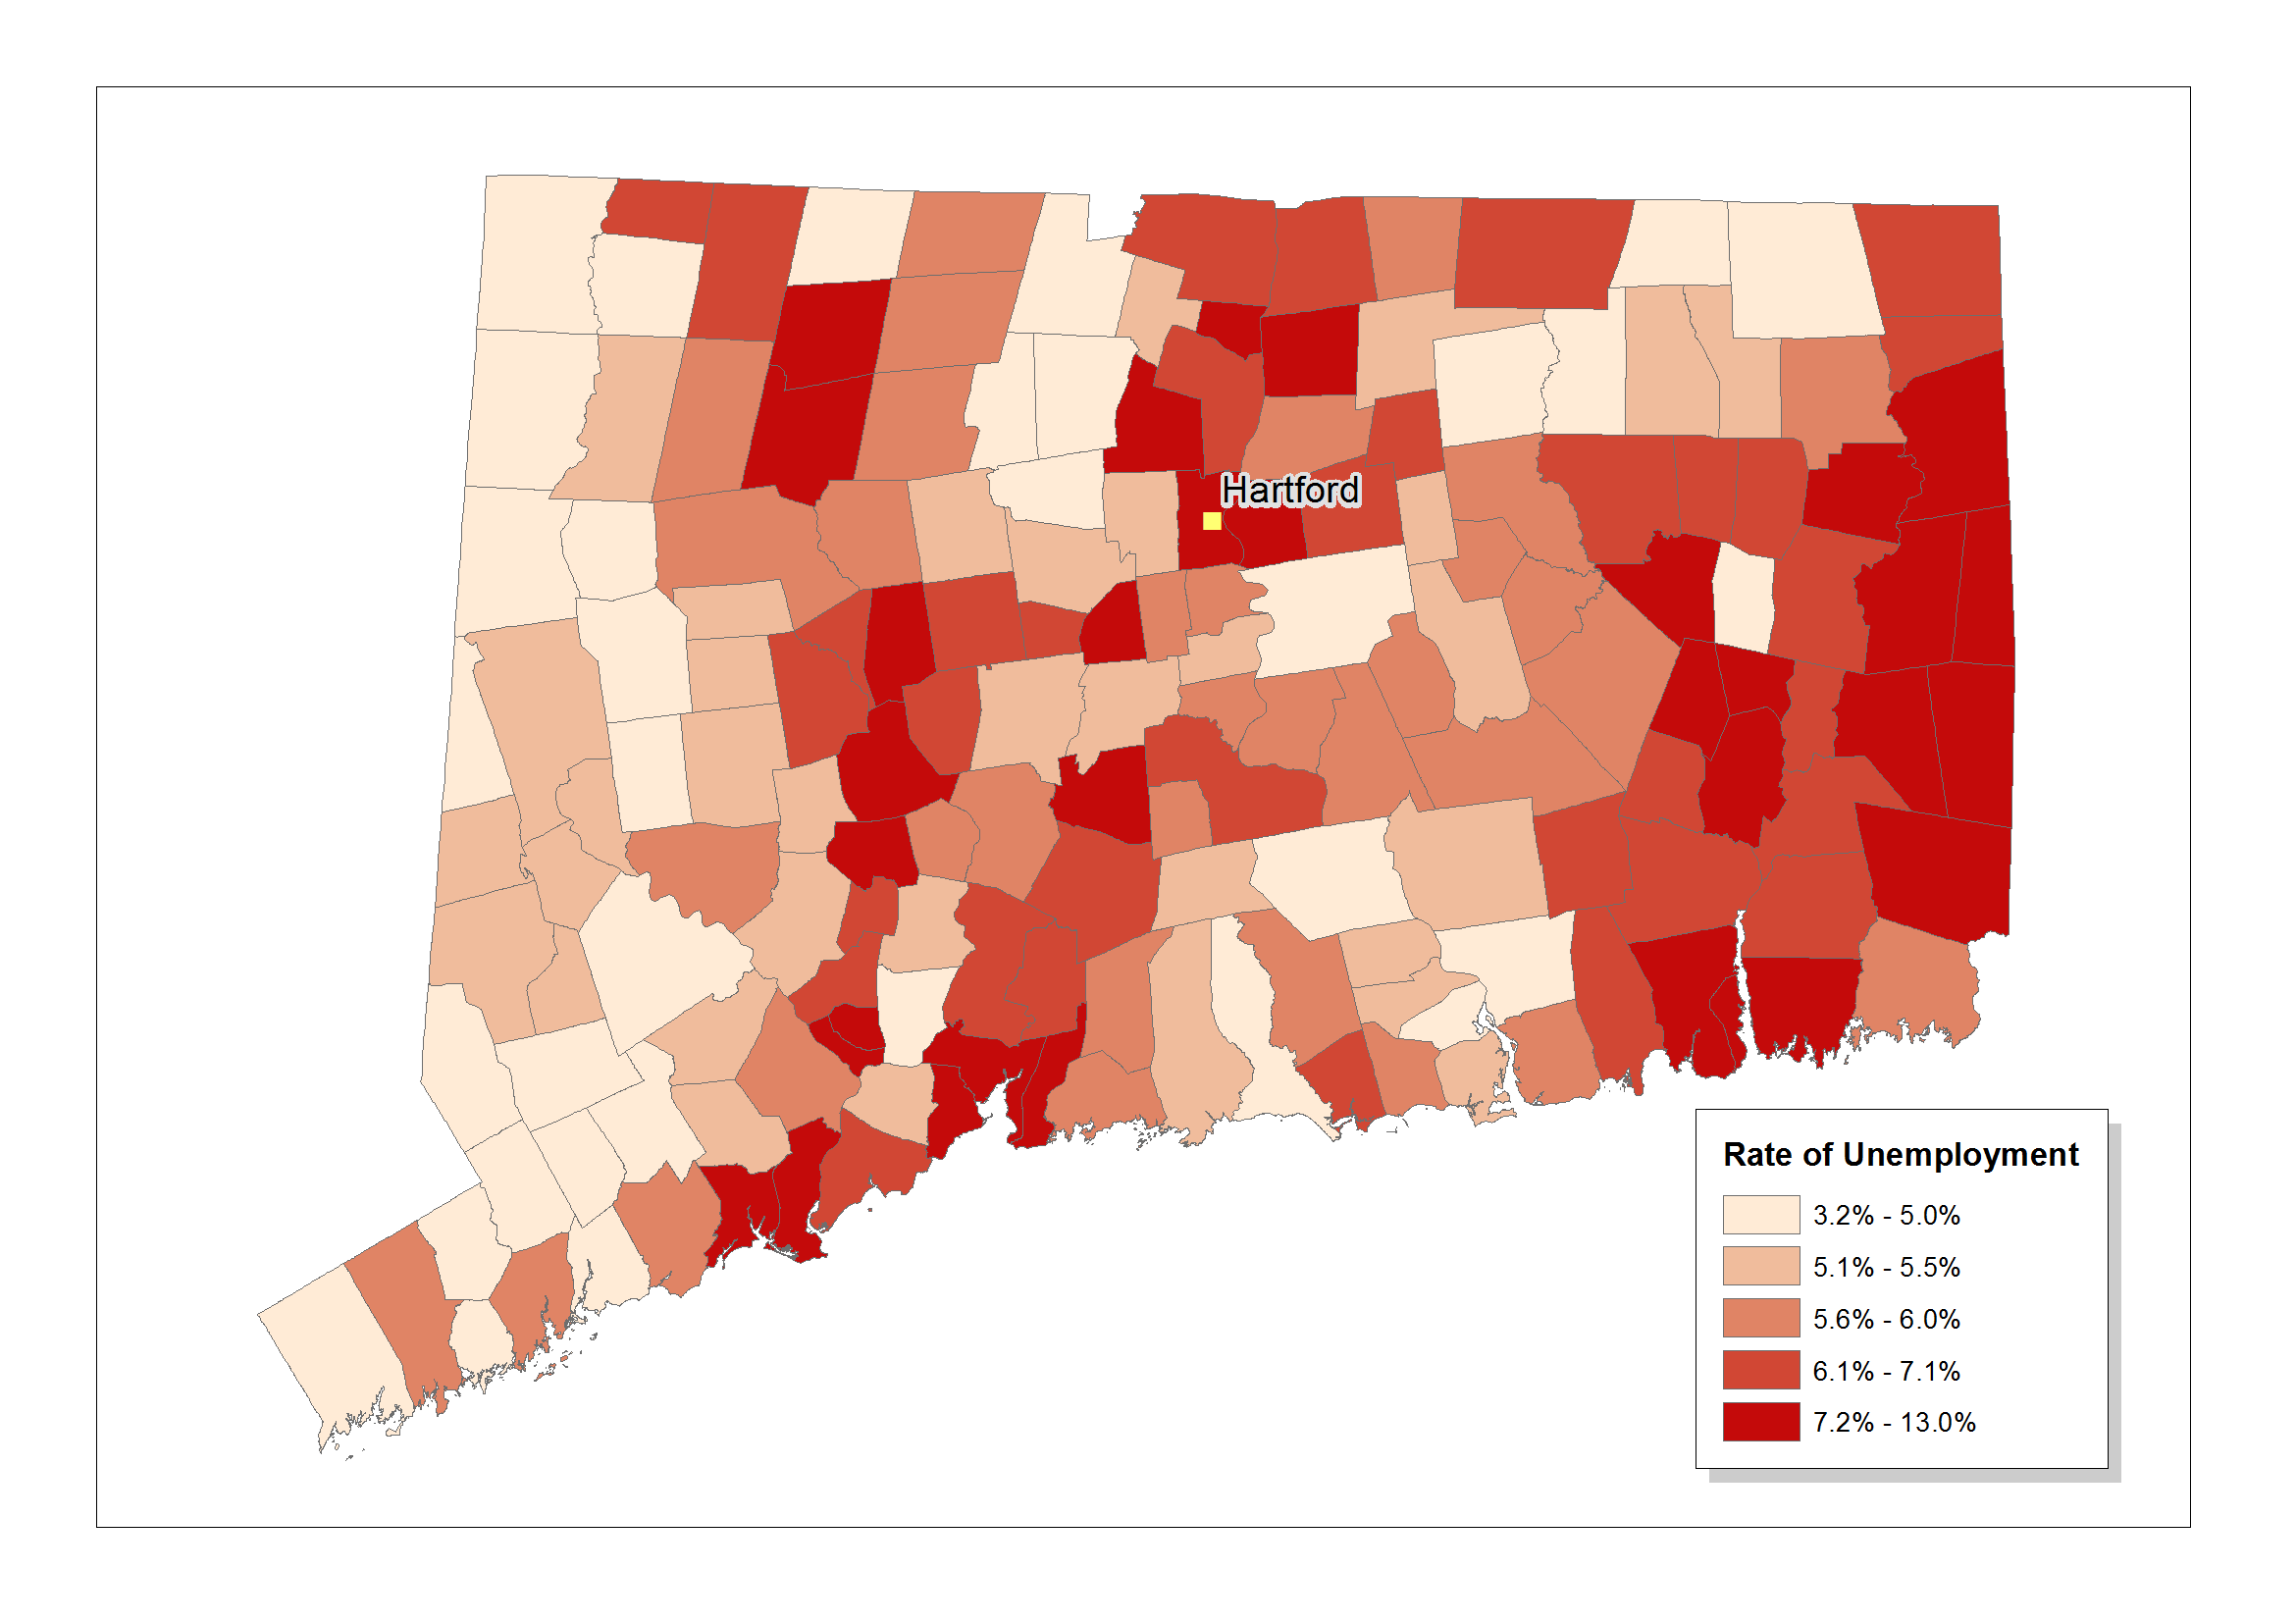 Hartford
Rate of Unemployment
3.2% - 5.0%
5.1% - 5.5%
5.6% - 6.0%
6.1% - 7.1%
7.2% - 13.0%